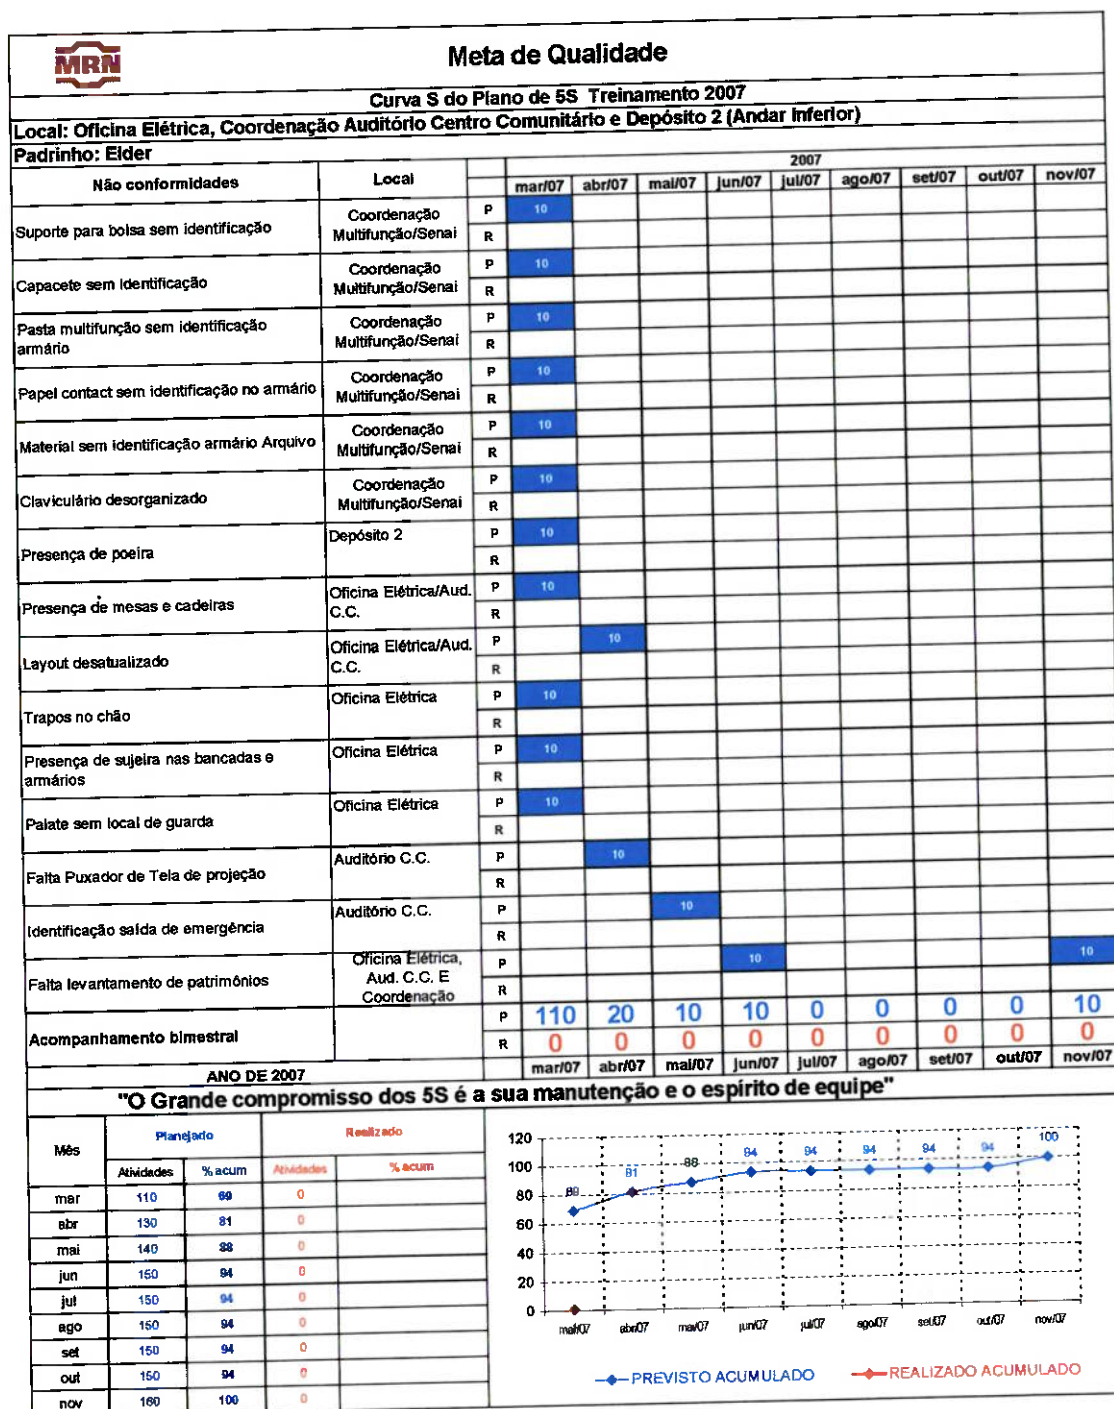 MRN
Meta de Qualidade
Curva S do Plano de 5S Treinamento 2007
Local: Oficina Elétrica, Coordenação Auditório Centro Comunitário e Depósito 2 (Andar Inferior)
Padrinho: Elder
Não conformidades Local 2007
mar/07 abr/07 mai/07 jun/07 jul/07 ago/07 set/07 out/07 nov/07
Suporte para bolsa sem identificação Coordenação Multifunção/Senai P 10
R
Capacete sem identificação Coordenação Multifunção/Senai P 10
R
Pasta multifunção sem identificação armário Coordenação Multifunção/Senai P 10
R
Papel contact sem identificação no armário Coordenação Multifunção/Senai P 10
R
Material sem identificação armário Arquivo Coordenação Multifunção/Senai P 10
R
Claviculário desorganizado Coordenação Multifunção/Senai P 10
R
Presença de poeira Depósito 2 P 10
R
Presença de mesas e cadeiras Oficina Elétrica/Aud. C.C. P 10
R
Layout desatualizado Oficina Elétrica/Aud. C.C. P 10
R
Trapos no chão Oficina Elétrica P 10
R
Presença de sujeira nas bancadas e armários Oficina Elétrica P 10
R
Palate sem local de guarda Oficina Elétrica P 10
R
Falta Puxador de Tela de projeção Auditório C.C. P 10
R
Identificação saída de emergência Auditório C.C. P 10
R
Falta levantamento de patrimônios Oficina Elétrica, Aud. C.C. E Coordenação P 10 10
R
Acompanhamento bimestral P 110 20 10 10 0 0 0 0 10
R 0 0 0 0 0 0 0 0 0
ANO DE 2007 mar/07 abr/07 mai/07 jun/07 jul/07 ago/07 set/07 out/07 nov/07
"O Grande compromisso dos 5S é a sua manutenção e o espírito de equipe"
Mês Planejado Realizado
Atividades % acum Atividades % acum
mar 110 69 0
abr 130 81 0
mai 140 88 0
jun 150 94 0
jul 150 94 0
ago 150 94 0
set 150 94 0
out 150 94 0
nov 160 100 0
120
100
80
60
40
20
0
69 81 88 94 94 94 94 94 100
mar/07 abr/07 mai/07 jun/07 jul/07 ago/07 set/07 out/07 nov/07
PREVISTO ACUMULADO REALIZADO ACUMULADO